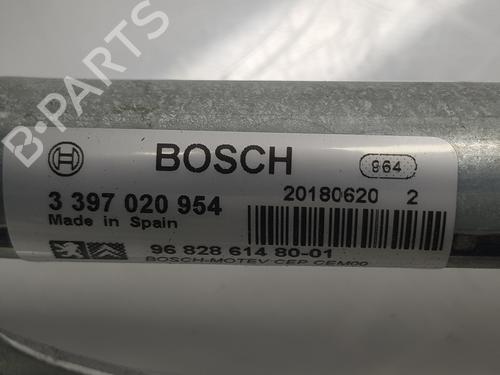 B-PARTS
BOSCH
964
3 397 020 954
20180620 2
Made in Spain
96 828 614 80-01
BOSCH-MOTEV CEP CEM00